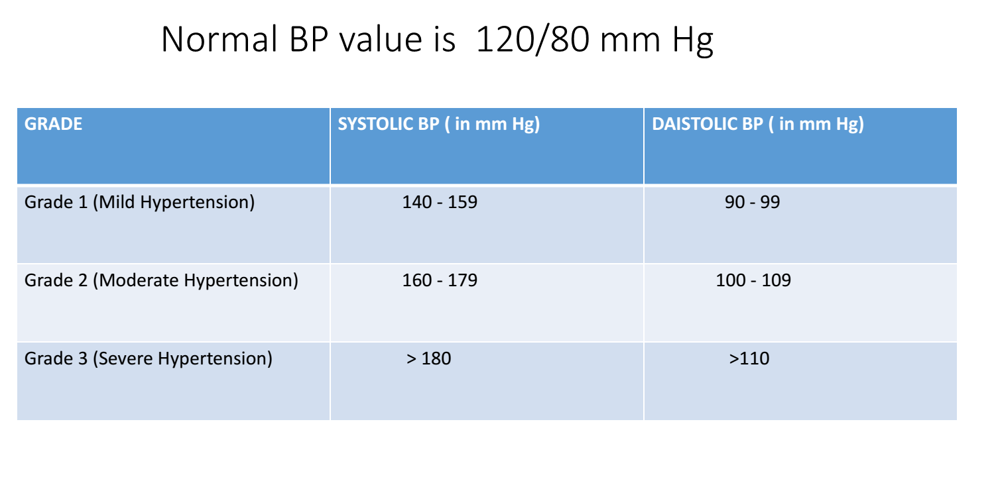 Normal BP value is 120/80 mm Hg
GRADE SYSTOLIC BP ( in mm Hg) DAISTOLIC BP ( in mm Hg)
Grade 1 (Mild Hypertension) 140 - 159 90 - 99
Grade 2 (Moderate Hypertension) 160 - 179 100 - 109
Grade 3 (Severe Hypertension) > 180 >110